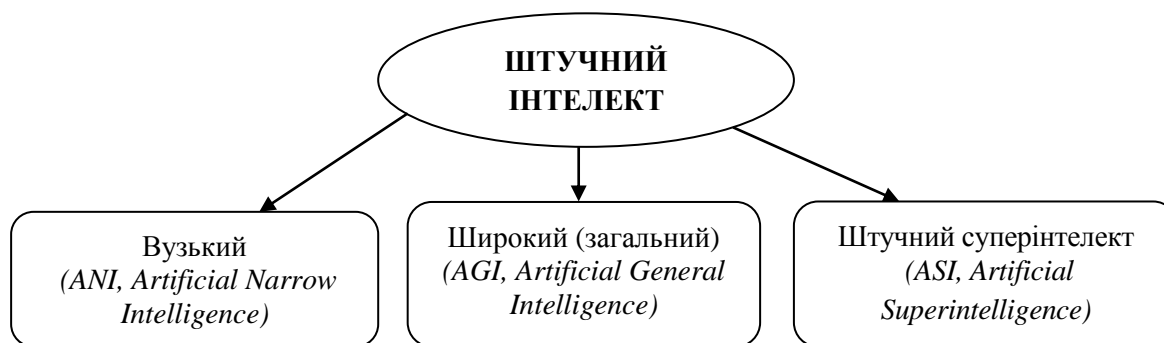 ШТУЧНИЙ
ІНТЕЛЕКТ
Вузький
(ANI, Artificial Narrow
Intelligence)
Широкий (загальний)
(AGI, Artificial General
Intelligence)
Штучний суперінтелект
(ASI, Artificial
Superintelligence)